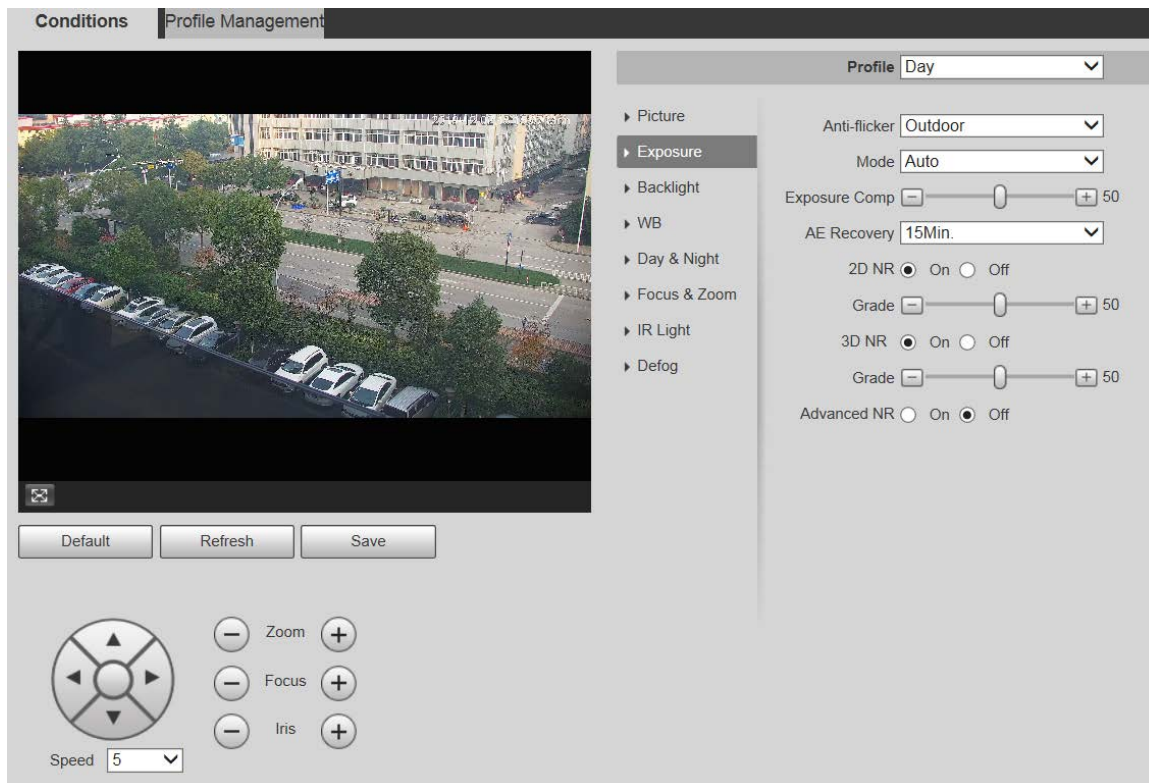 Conditions
Profile Management
Profile Day
Picture
Exposure
Backlight
WB
Day & Night
Focus & Zoom
IR Light
Defog
Anti-flicker Outdoor
Mode Auto
Exposure Comp 50
AE Recovery 15Min.
2D NR On Off
Grade 50
3D NR On Off
Grade 50
Advanced NR On Off
Default Refresh Save
Zoom
Focus
Iris
Speed 5